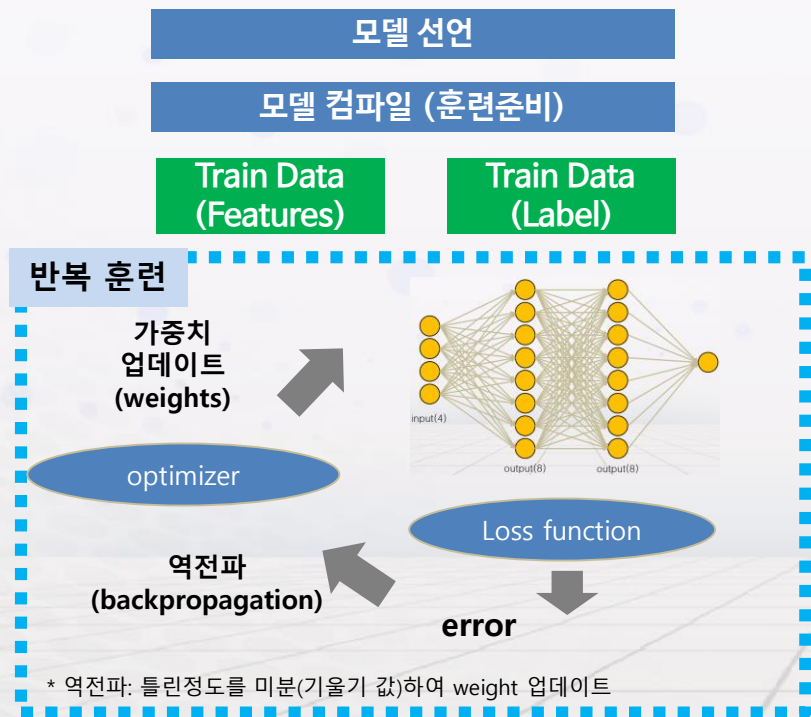 모델 선언
모델 컴파일 (훈련준비)
Train Data
(Features)
Train Data
(Label)
반복 훈련
가중치
업데이트
(weights)
input(4)
output(8)
output(8)
optimizer
Loss function
역전파
(backpropagation)
error
* 역전파: 틀린정도를 미분(기울기 값)하여 weight 업데이트